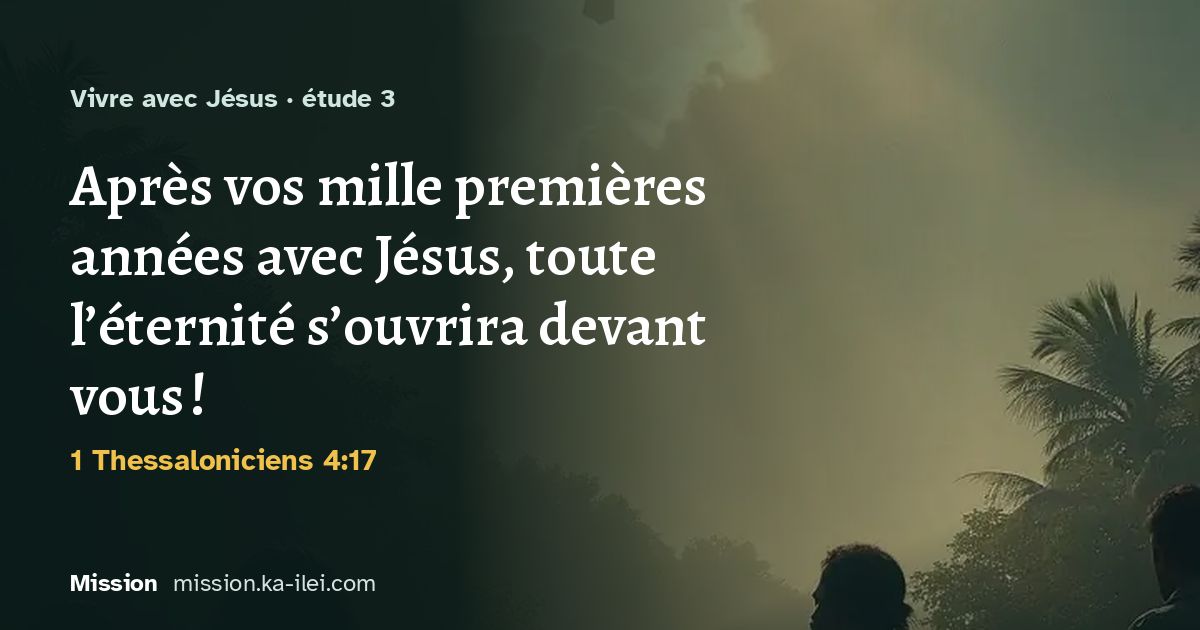 Vivre avec Jésus · étude 3
Après vos mille premières
années avec Jésus, toute
l’éternité s’ouvrira devant
vous !
1 Thessaloniciens 4:17
Mission mission.ka-ilei.com